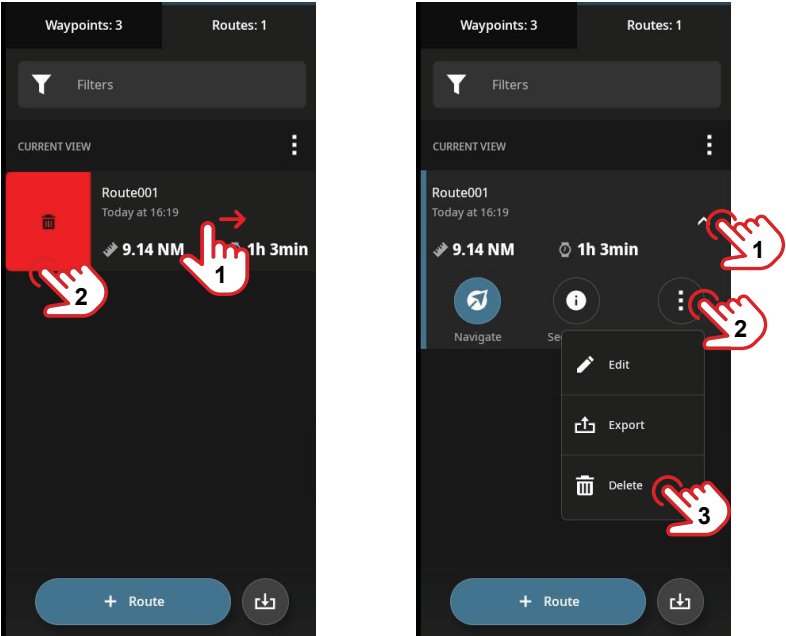 Waypoints: 3
Routes: 1
Filters
CURRENT VIEW
Route001
Today at 16:19
9.14 NM
1h 3min
1
2
+ Route
Waypoints: 3
Routes: 1
Filters
CURRENT VIEW
Route001
Today at 16:19
9.14 NM
1h 3min
1
Navigate
Se
2
Edit
Export
Delete
3
+ Route